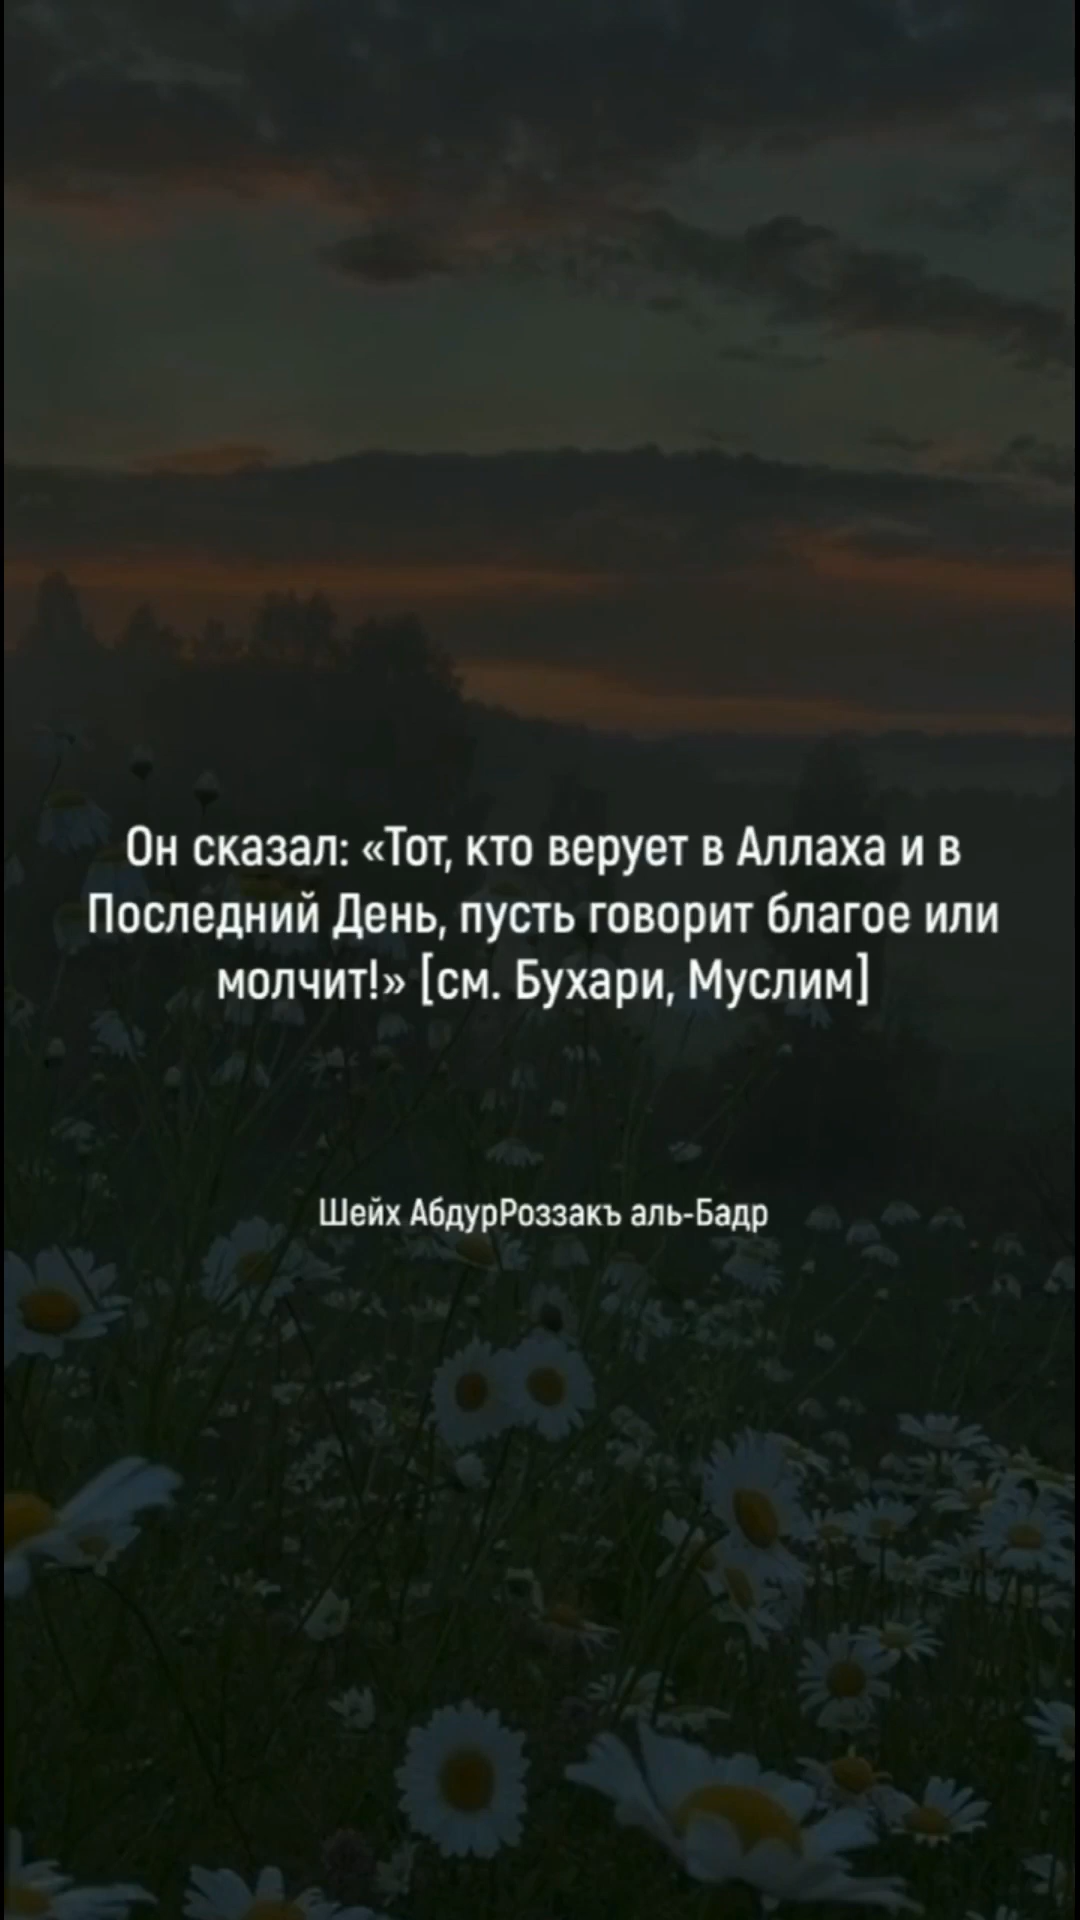 Он сказал: «Тот, кто верует в Аллаха и в
Последний День, пусть говорит благое или
молчит!» [см. Бухари, Муслим]
Шейх АбдурРоззакъ аль-Бадр